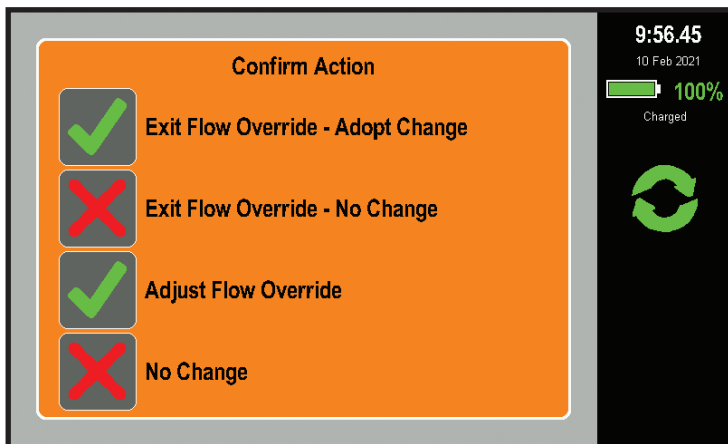 Confirm Action
Exit Flow Override - Adopt Change
Exit Flow Override - No Change
Adjust Flow Override
No Change
9:56.45
10 Feb 2021
100%
Charged